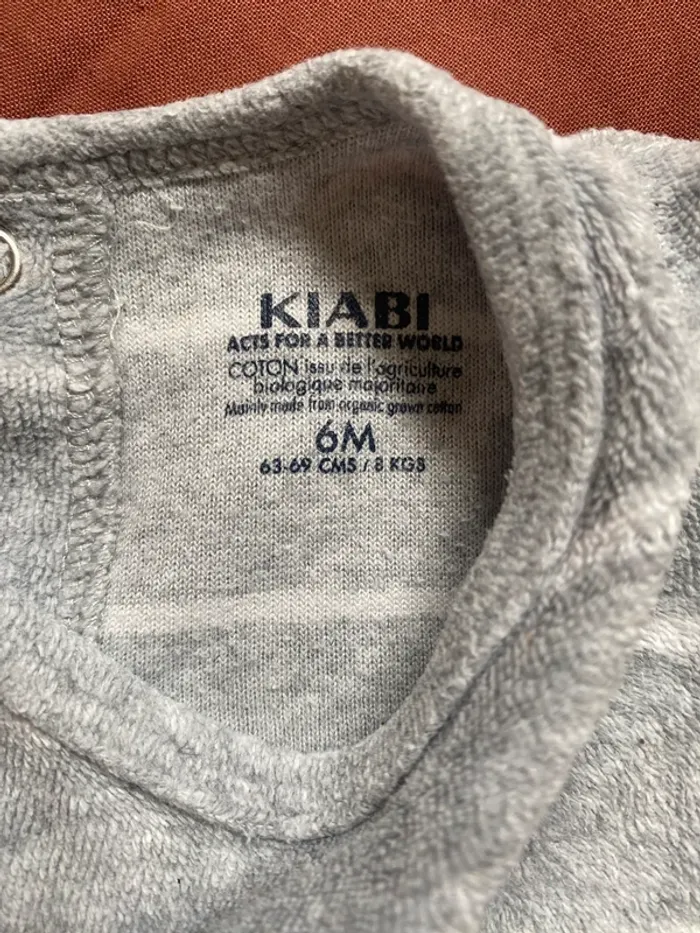 KIABI
ACTS FOR A BETTER WORLD
COTON issu de l'agriculture
biologique majoritaire
Mainly made from organic grown cotton
6M
63-69 CMS / 8 KGS